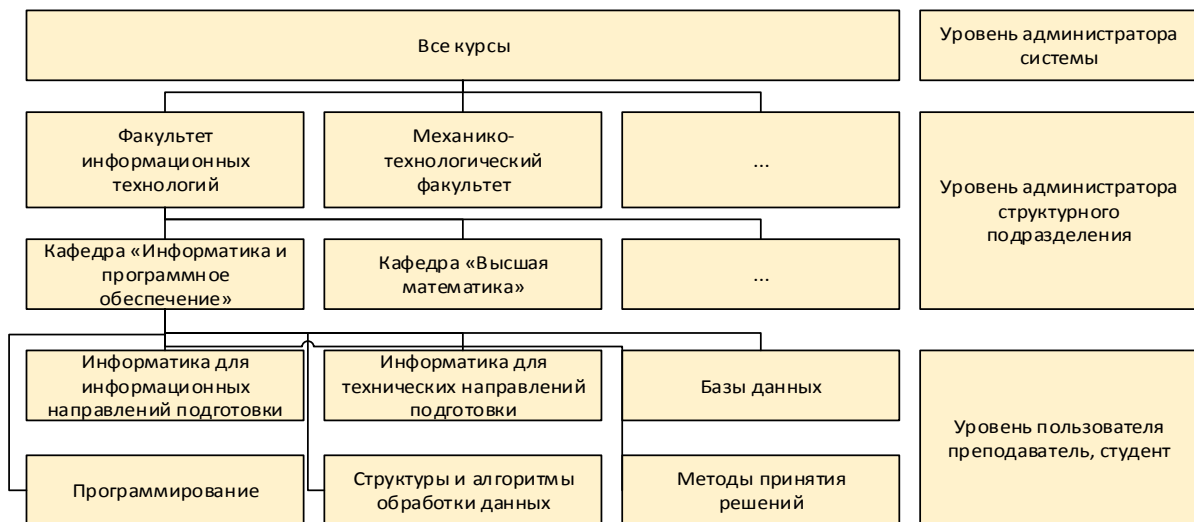 Все курсы
Уровень администратора
системы
Факультет
информационных
технологий
Механико-
технологический
факультет
...
Уровень администратора
структурного
подразделения
Кафедра «Информатика и
программное
обеспечение»
Кафедра «Высшая
математика»
...
Информатика для
информационных
направлений подготовки
Информатика для
технических направлений
подготовки
Базы данных
Уровень пользователя
преподаватель, студент
Программирование
Структуры и алгоритмы
обработки данных
Методы принятия
решений